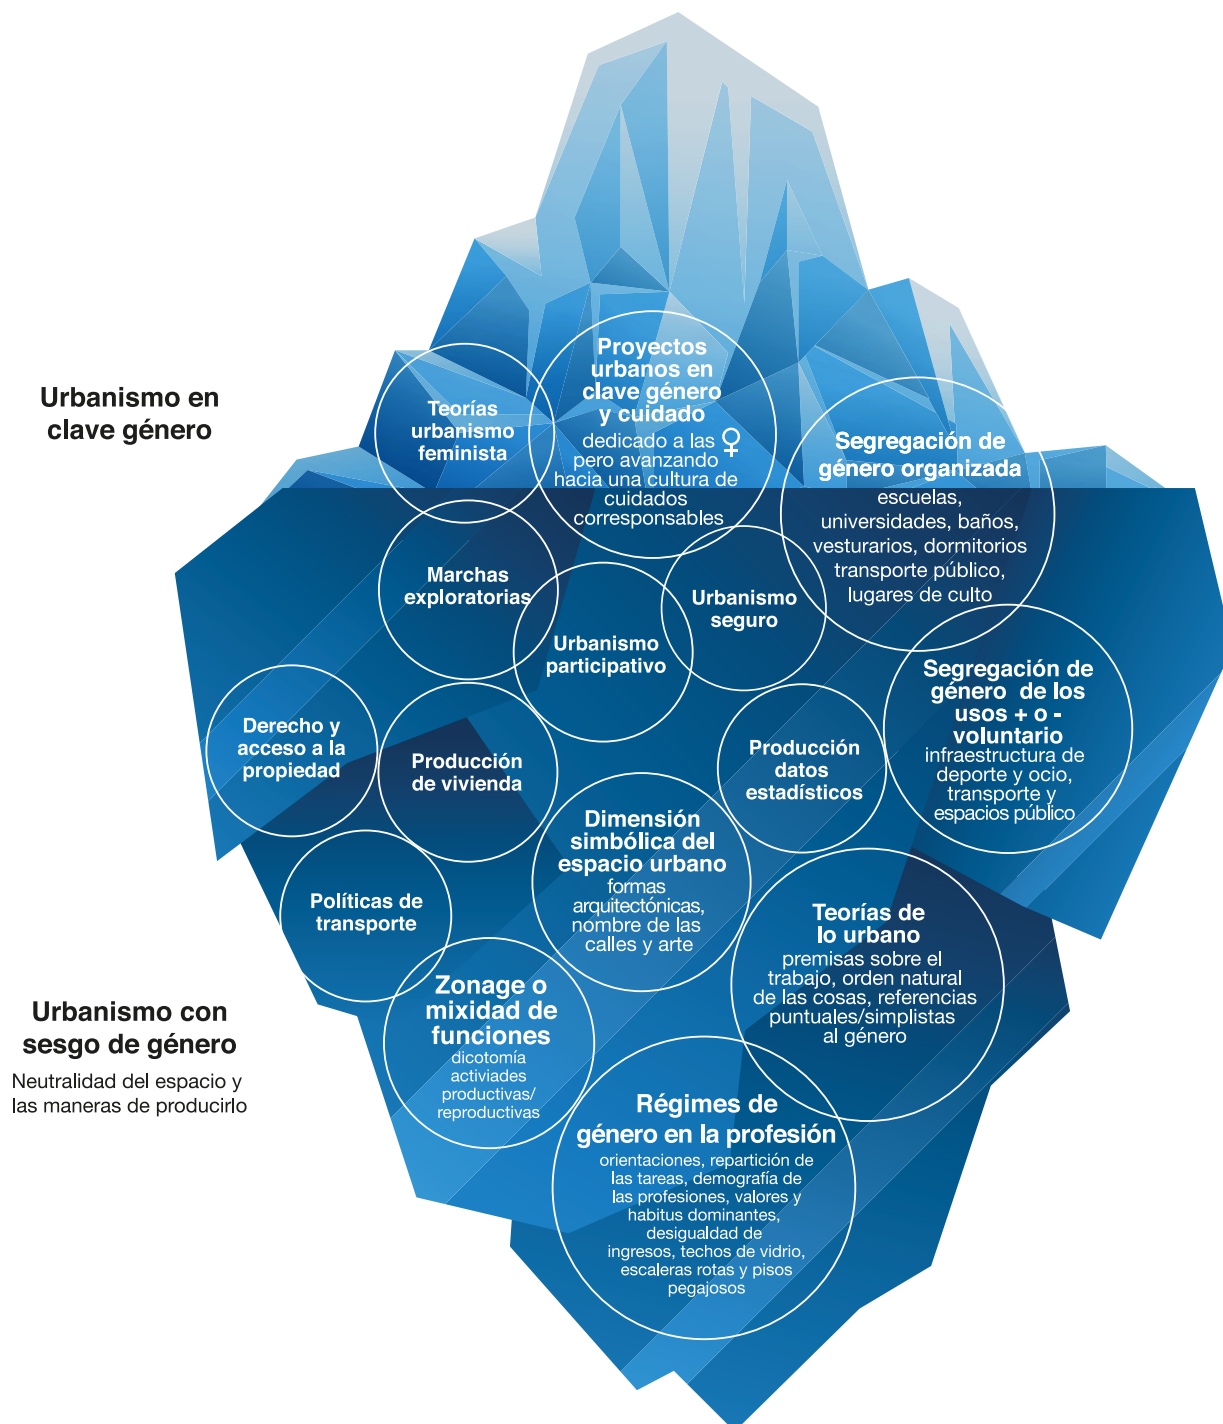 Urbanismo en
clave género
Proyectos
urbanos en
clave género
y cuidado
dedicado a las ♀
pero avanzando
hacia una cultura de
cuidados
corresponsables
Teorías
urbanismo
feminista
Segregación de
género organizada
escuelas,
universidades, baños,
vesturarios, dormitorios
transporte público,
lugares de culto
Marchas
exploratorias
Urbanismo
seguro
Urbanismo
participativo
Segregación de
género de los
usos + o -
voluntario
infraestructura de
deporte y ocio,
transporte y
espacios público
Derecho y
acceso a la
propiedad
Producción
de vivienda
Producción
datos
estadísticos
Dimensión
simbólica del
espacio urbano
formas
arquitectónicas,
nombre de las
calles y arte
Políticas de
transporte
Teorías de
lo urbano
premisas sobre el
trabajo, orden natural
de las cosas, referencias
puntuales/simplistas
al género
Zonage o
mixidad de
funciones
dicotomía
activiades
productivas/
reproductivas
Urbanismo con
sesgo de género
Neutralidad del espacio y
las maneras de producirlo
Régimes de
género en la profesión
orientaciones, repartición de
las tareas, demografía de
las profesiones, valores y
habitus dominantes,
desigualdad de
ingresos, techos de vidrio,
escaleras rotas y pisos
pegajosos